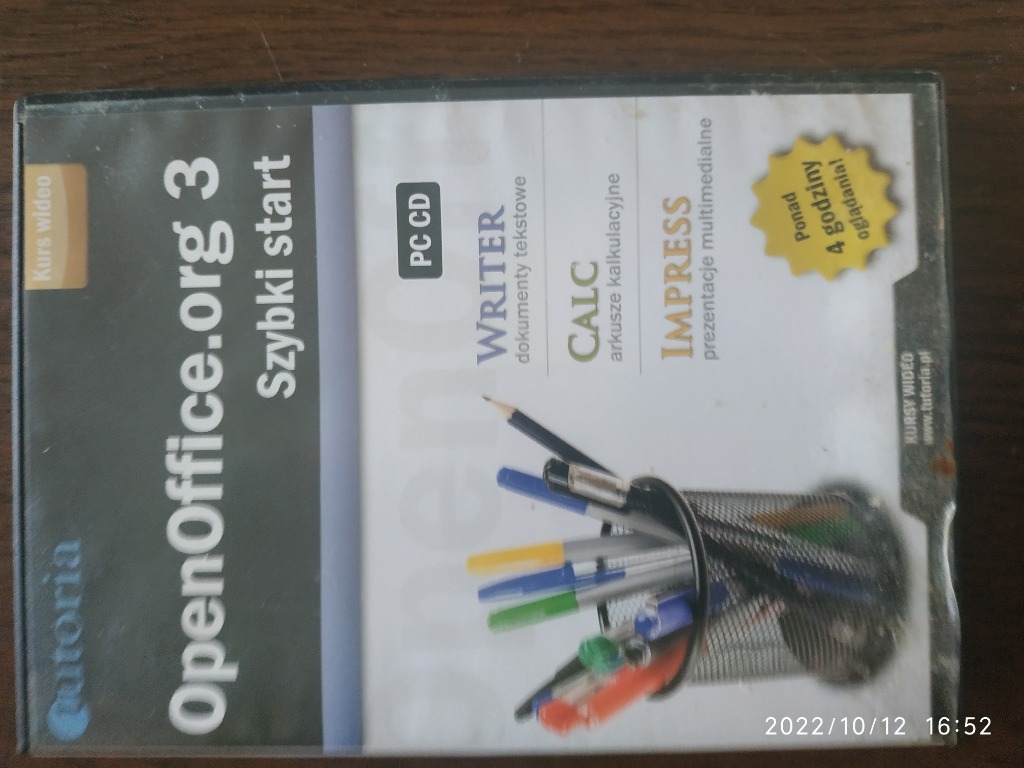 tutoria
Kurs wideo
OpenOffice.org 3
Szybki start
PC CD
WRITER
dokumenty tekstowe
CALC
arkusze kalkulacyjne
IMPRESS
prezentacje multimedialne
Ponad
4 godziny
oglądania!
KURSY WIDEO
www.tutoria.pl
2022/10/12 16:52